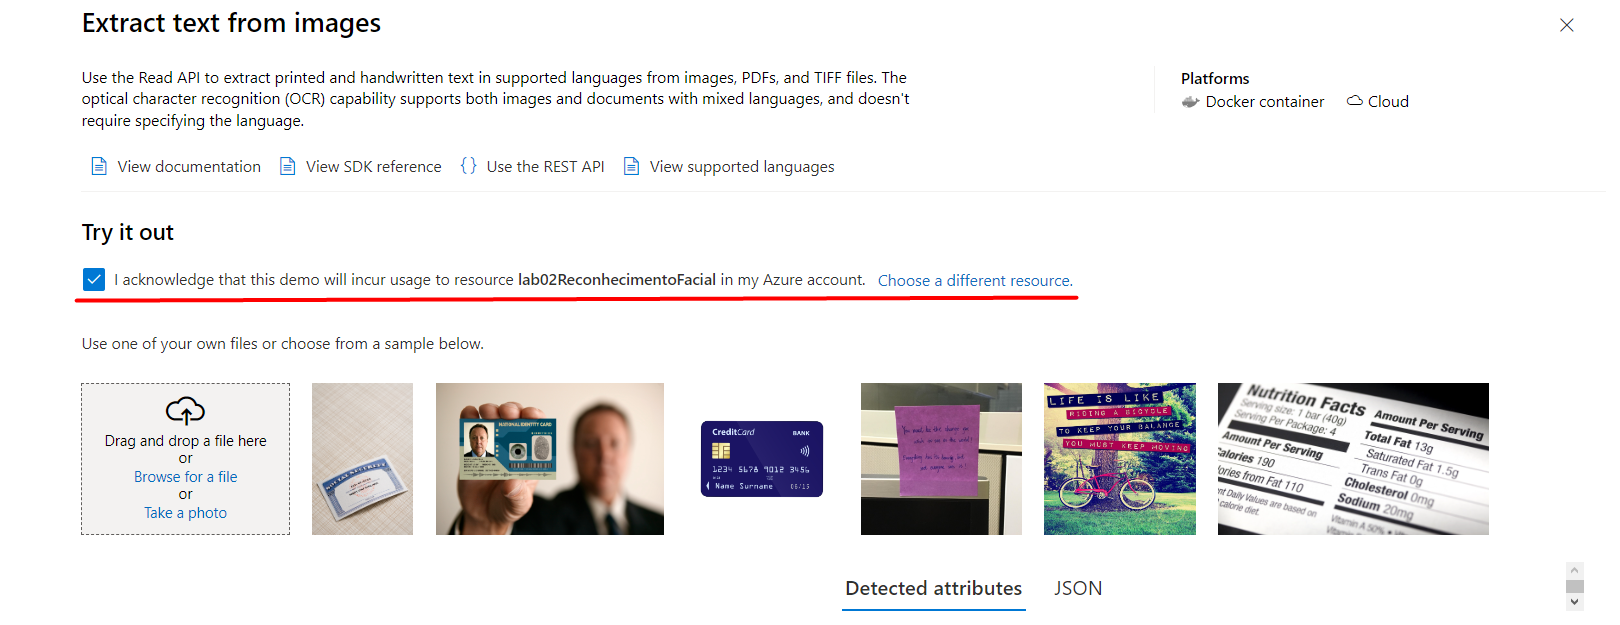 Extract text from images
Use the Read API to extract printed and handwritten text in supported languages from images, PDFs, and TIFF files. The
optical character recognition (OCR) capability supports both images and documents with mixed languages, and doesn't
require specifying the language.
Platforms
Docker container
Cloud
View documentation
View SDK reference
{} Use the REST API
View supported languages
Try it out
I acknowledge that this demo will incur usage to resource lab02ReconhecimentoFacial in my Azure account. Choose a different resource.
Use one of your own files or choose from a sample below.
Drag and drop a file here
or
Browse for a file
or
Take a photo
NATIONAL IDENTITY CARD
CreditCard
BANK
1234 5678 9012 3456
Name Surname
LIFE IS LIKE
RIDING A BICYCLE
TO KEEP YOUR BALANCE
YOU MUST KEEP MOVING
Nutrition Facts
Serving size: 1 bar (40g)
Serving Per Package: 4
Amount Per Serving
alories 190
ories from Fat 110
nt Daily Values are based on
calorie diet
Amount Per Serving
Total Fat 13g
Saturated Fat 1.5g
Trans Fat 0g
Cholesterol 0mg
Sodium 20mg
Vitamin A 50%
Detected attributes
JSON